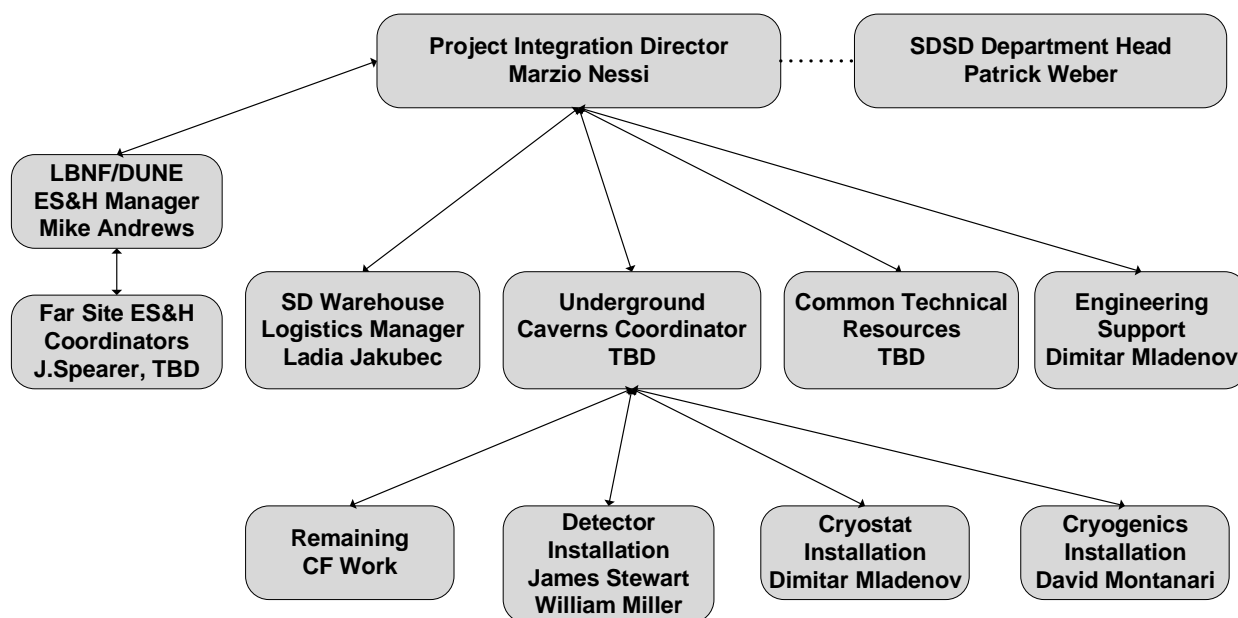 Project Integration Director
Marzio Nessi
SDSD Department Head
Patrick Weber
LBNF/DUNE
ES&H Manager
Mike Andrews
Far Site ES&H
Coordinators
J.Spearer, TBD
SD Warehouse
Logistics Manager
Ladia Jakubec
Underground
Caverns Coordinator
TBD
Common Technical
Resources
TBD
Engineering
Support
Dimitar Mladenov
Remaining
CF Work
Detector
Installation
James Stewart
William Miller
Cryostat
Installation
Dimitar Mladenov
Cryogenics
Installation
David Montanari